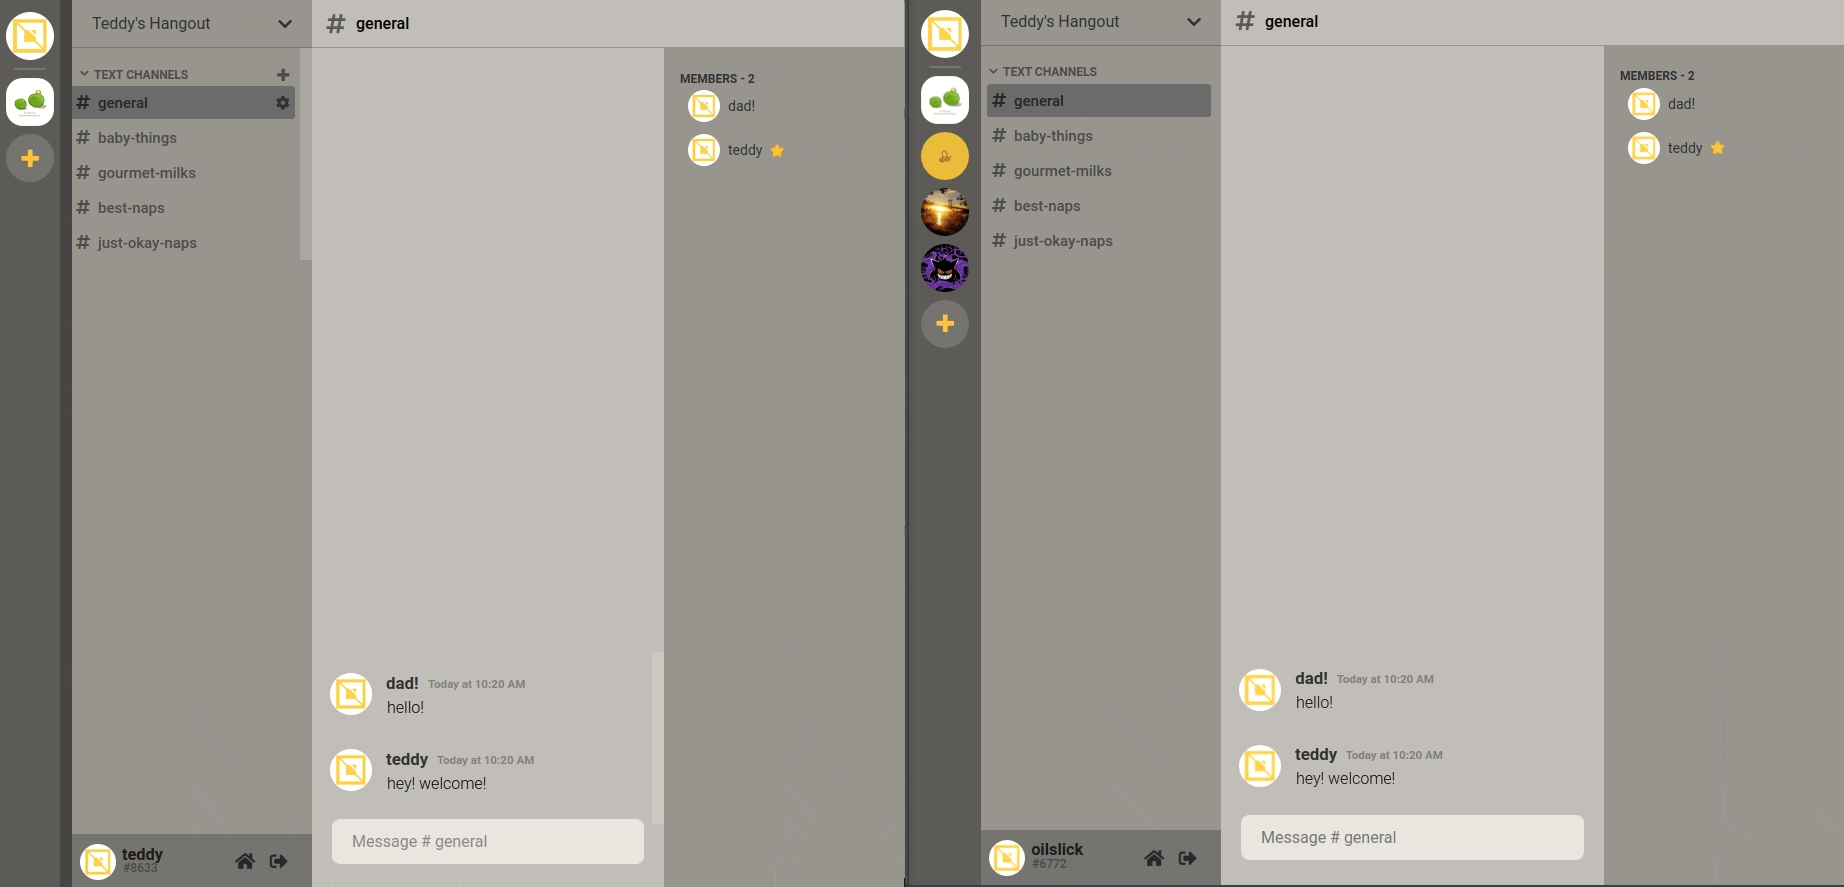 Teddy's Hangout
# general
TEXT CHANNELS
# general
# baby-things
# gourmet-milks
# best-naps
# just-okay-naps
MEMBERS - 2
dad!
teddy
dad! Today at 10:20 AM
hello!
teddy Today at 10:20 AM
hey! welcome!
Message # general
teddy
#8633
Teddy's Hangout
# general
TEXT CHANNELS
# general
# baby-things
# gourmet-milks
# best-naps
# just-okay-naps
MEMBERS - 2
dad!
teddy
dad! Today at 10:20 AM
hello!
teddy Today at 10:20 AM
hey! welcome!
Message # general
oilslick
#6772